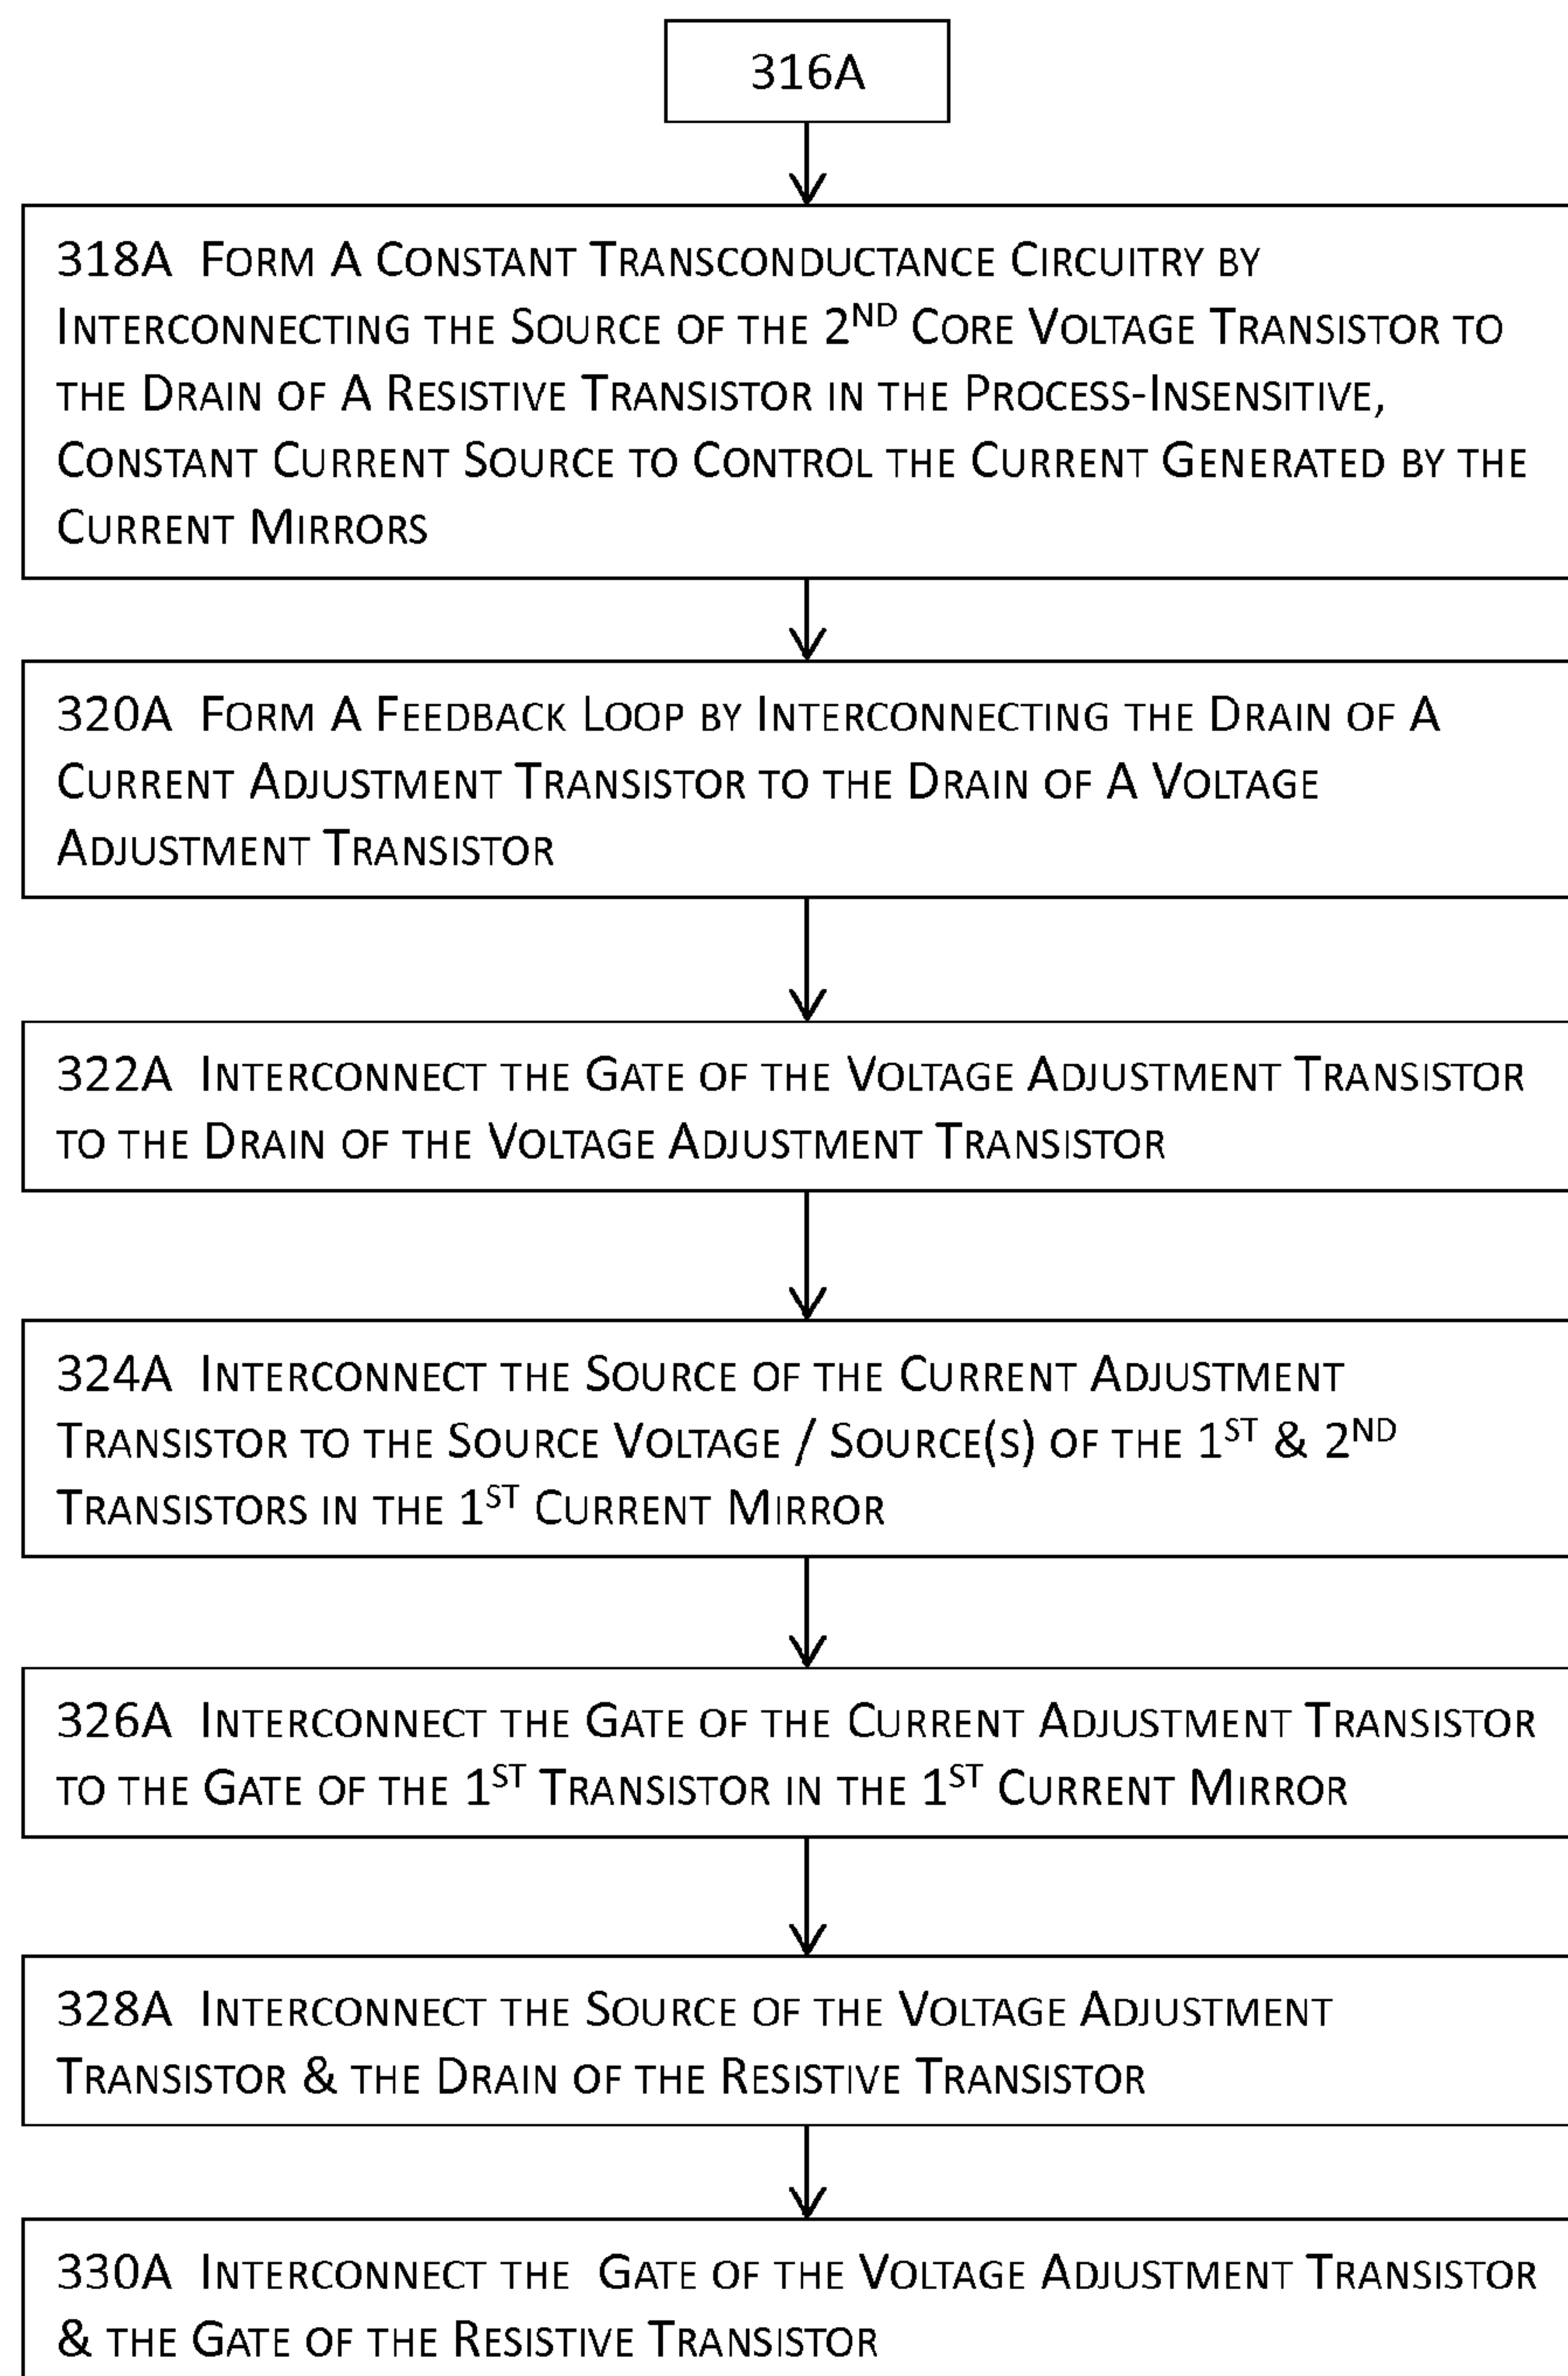 316A
318A Form A Constant Transconductance Circuitry by
Interconnecting the Source of the 2ND Core Voltage Transistor to
the Drain of A Resistive Transistor in the Process-Insensitive,
Constant Current Source to Control the Current Generated by the
Current Mirrors
320A Form A Feedback Loop by Interconnecting the Drain of A
Current Adjustment Transistor to the Drain of A Voltage
Adjustment Transistor
322A Interconnect the Gate of the Voltage Adjustment Transistor
to the Drain of the Voltage Adjustment Transistor
324A Interconnect the Source of the Current Adjustment
Transistor to the Source Voltage / Source(s) of the 1ST & 2ND
Transistors in the 1ST Current Mirror
326A Interconnect the Gate of the Current Adjustment Transistor
to the Gate of the 1ST Transistor in the 1ST Current Mirror
328A Interconnect the Source of the Voltage Adjustment
Transistor & the Drain of the Resistive Transistor
330A Interconnect the Gate of the Voltage Adjustment Transistor
& the Gate of the Resistive Transistor